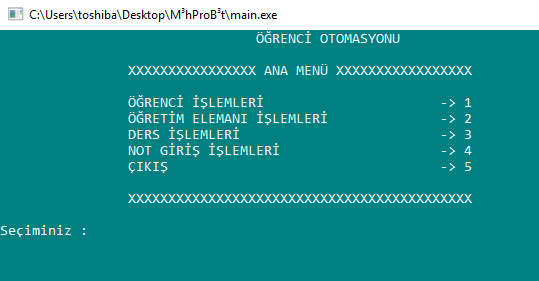 C:\Users\toshiba\Desktop\M³hProB³t\main.exe
ÖĞRENCİ OTOMASYONU
XXXXXXXXXXXXXXXX ANA MENÜ XXXXXXXXXXXXXXXXX
ÖĞRENCİ İŞLEMLERİ -> 1
ÖĞRETİM ELEMANI İŞLEMLERİ -> 2
DERS İŞLEMLERİ -> 3
NOT GİRİŞ İŞLEMLERİ -> 4
ÇIKIŞ -> 5
XXXXXXXXXXXXXXXXXXXXXXXXXXXXXXXXXXXXXXXXXXX
Seçiminiz :